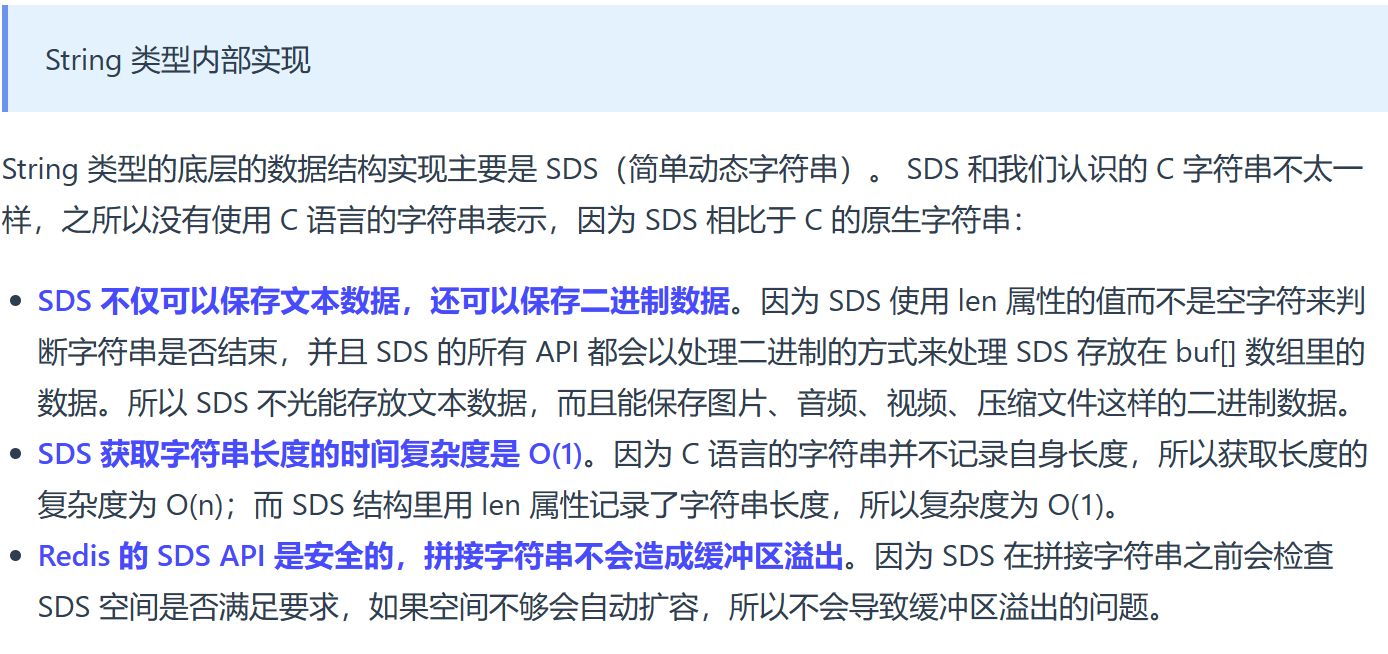 String 类型内部实现
String 类型的底层的数据结构实现主要是 SDS（简单动态字符串）。 SDS 和我们认识的 C 字符串不太一
样，之所以没有使用 C 语言的字符串表示，因为 SDS 相比于 C 的原生字符串：
SDS 不仅可以保存文本数据，还可以保存二进制数据。因为 SDS 使用 len 属性的值而不是空字符来判
断字符串是否结束，并且 SDS 的所有 API 都会以处理二进制的方式来处理 SDS 存放在 buf[] 数组里的
数据。所以 SDS 不光能存放文本数据，而且能保存图片、音频、视频、压缩文件这样的二进制数据。
SDS 获取字符串长度的时间复杂度是 O(1)。因为 C 语言的字符串并不记录自身长度，所以获取长度的
复杂度为 O(n)；而 SDS 结构里用 len 属性记录了字符串长度，所以复杂度为 O(1)。
Redis 的 SDS API 是安全的，拼接字符串不会造成缓冲区溢出。因为 SDS 在拼接字符串之前会检查
SDS 空间是否满足要求，如果空间不够会自动扩容，所以不会导致缓冲区溢出的问题。